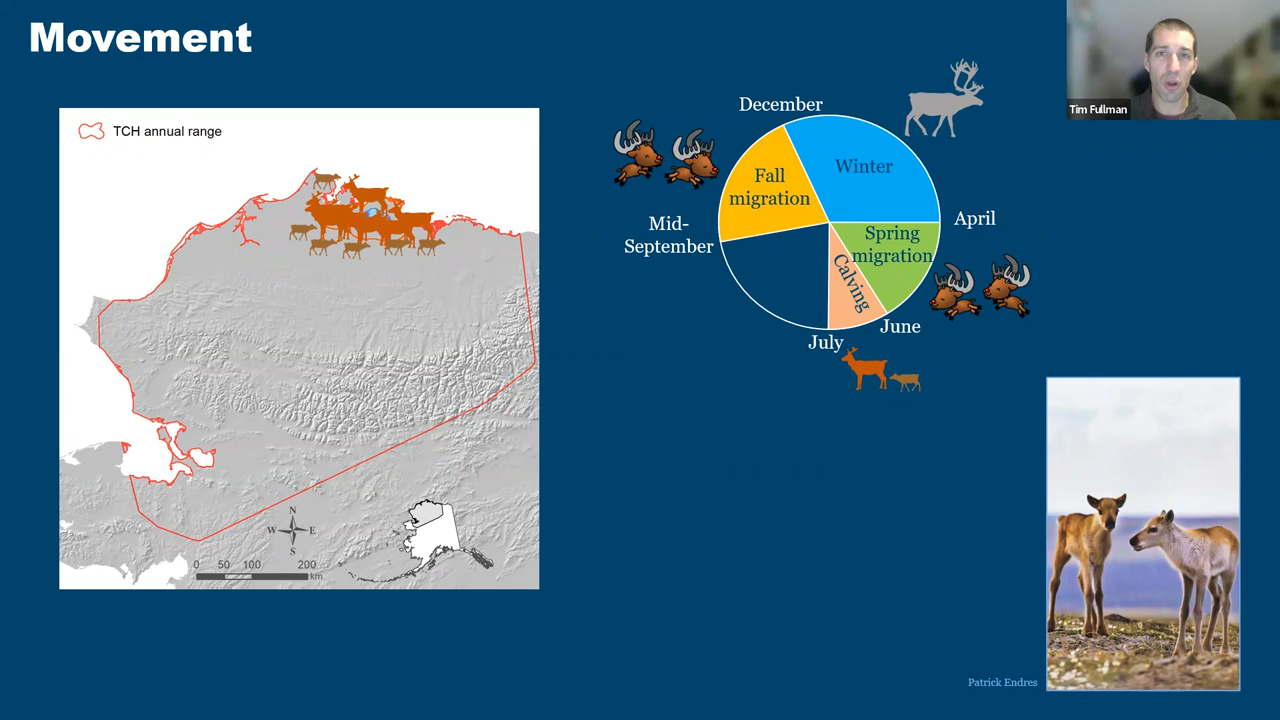 Movement
Tim Fullman
TCH annual range
N
W
E
S
0
50
100
200
km
December
Winter
Fall
migration
Mid-
September
April
Spring
migration
Calving
June
July
Patrick Endres